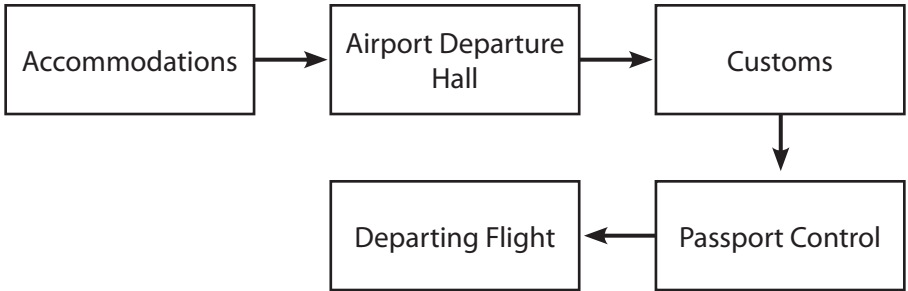 Accommodations
Airport Departure
Hall
Customs
Passport Control
Departing Flight